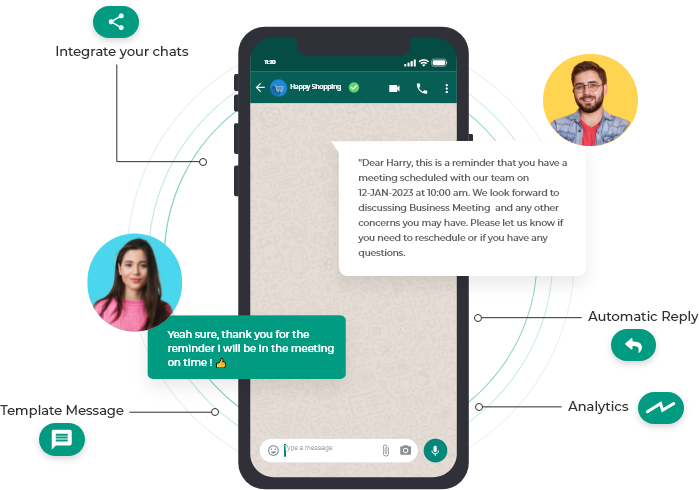 Integrate your chats
11:30
Happy Shopping
"Dear Harry, this is a reminder that you have a
meeting scheduled with our team on
12-JAN-2023 at 10:00 am. We look forward to
discussing Business Meeting and any other
concerns you may have. Please let us know if
you need to reschedule or if you have any
questions.
Yeah sure, thank you for the
reminder I will be in the meeting
on time ! 👍
Automatic Reply
Template Message
Analytics
Type a message